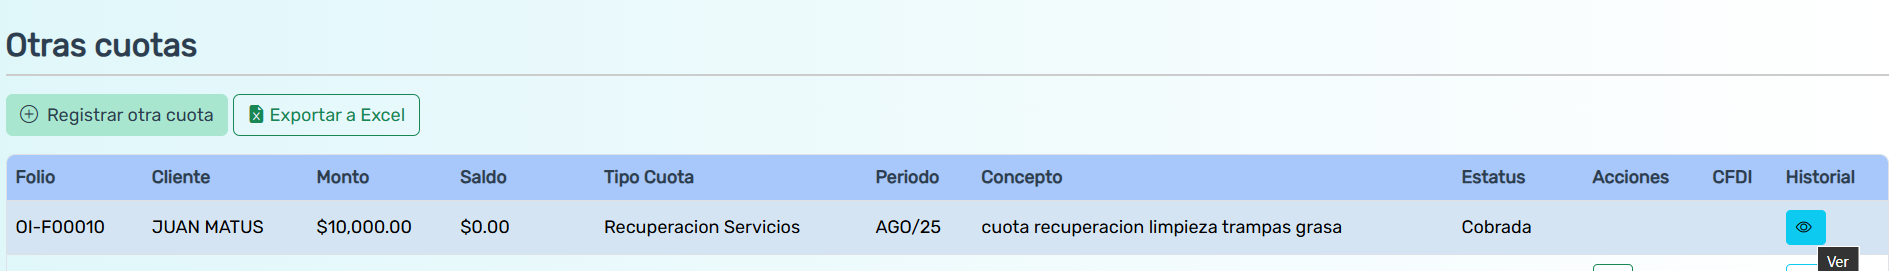 Otras cuotas
Registrar otra cuota Exportar a Excel
Folio Cliente Monto Saldo Tipo Cuota Periodo Concepto Estatus Acciones CFDI Historial
OI-F00010 JUAN MATUS $10,000.00 $0.00 Recuperacion Servicios AGO/25 cuota recuperacion limpieza trampas grasa Cobrada
Ver